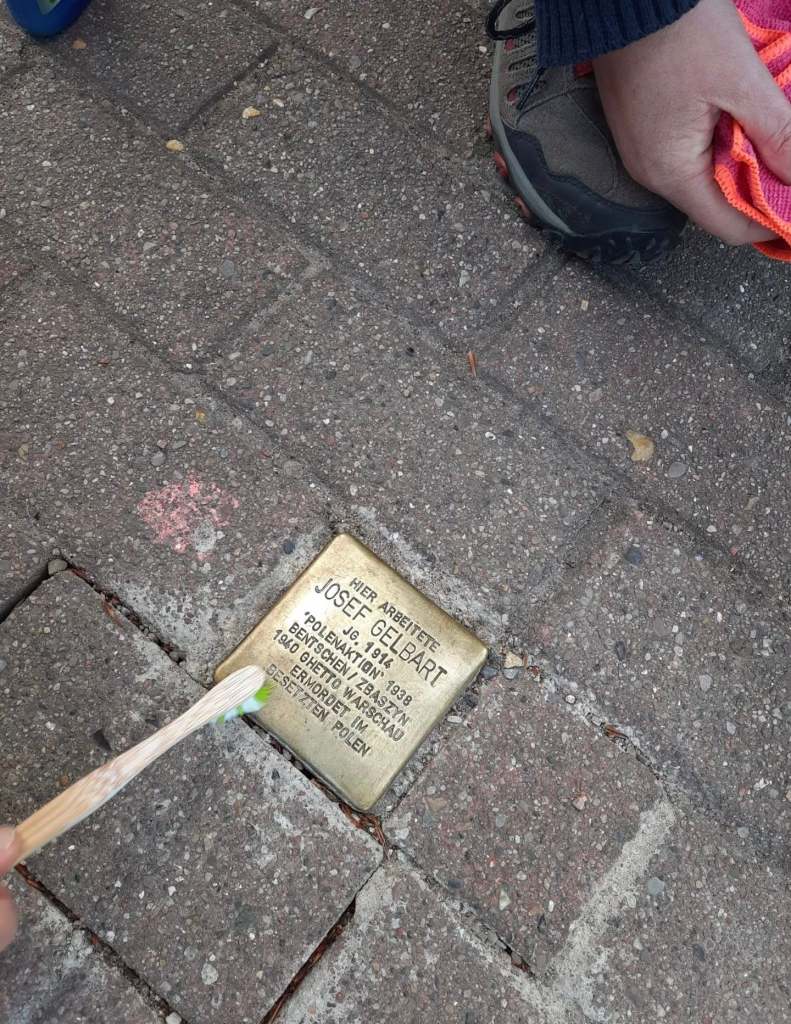 HIER ARBEITETE
JOSEF GELBART
JG. 1914
'POLENAKTION' 1938
BENTSCHEN/ZBASZYN
1940 GHETTO WARSCHAU
ERMORDET IM
BESETZTEN POLEN